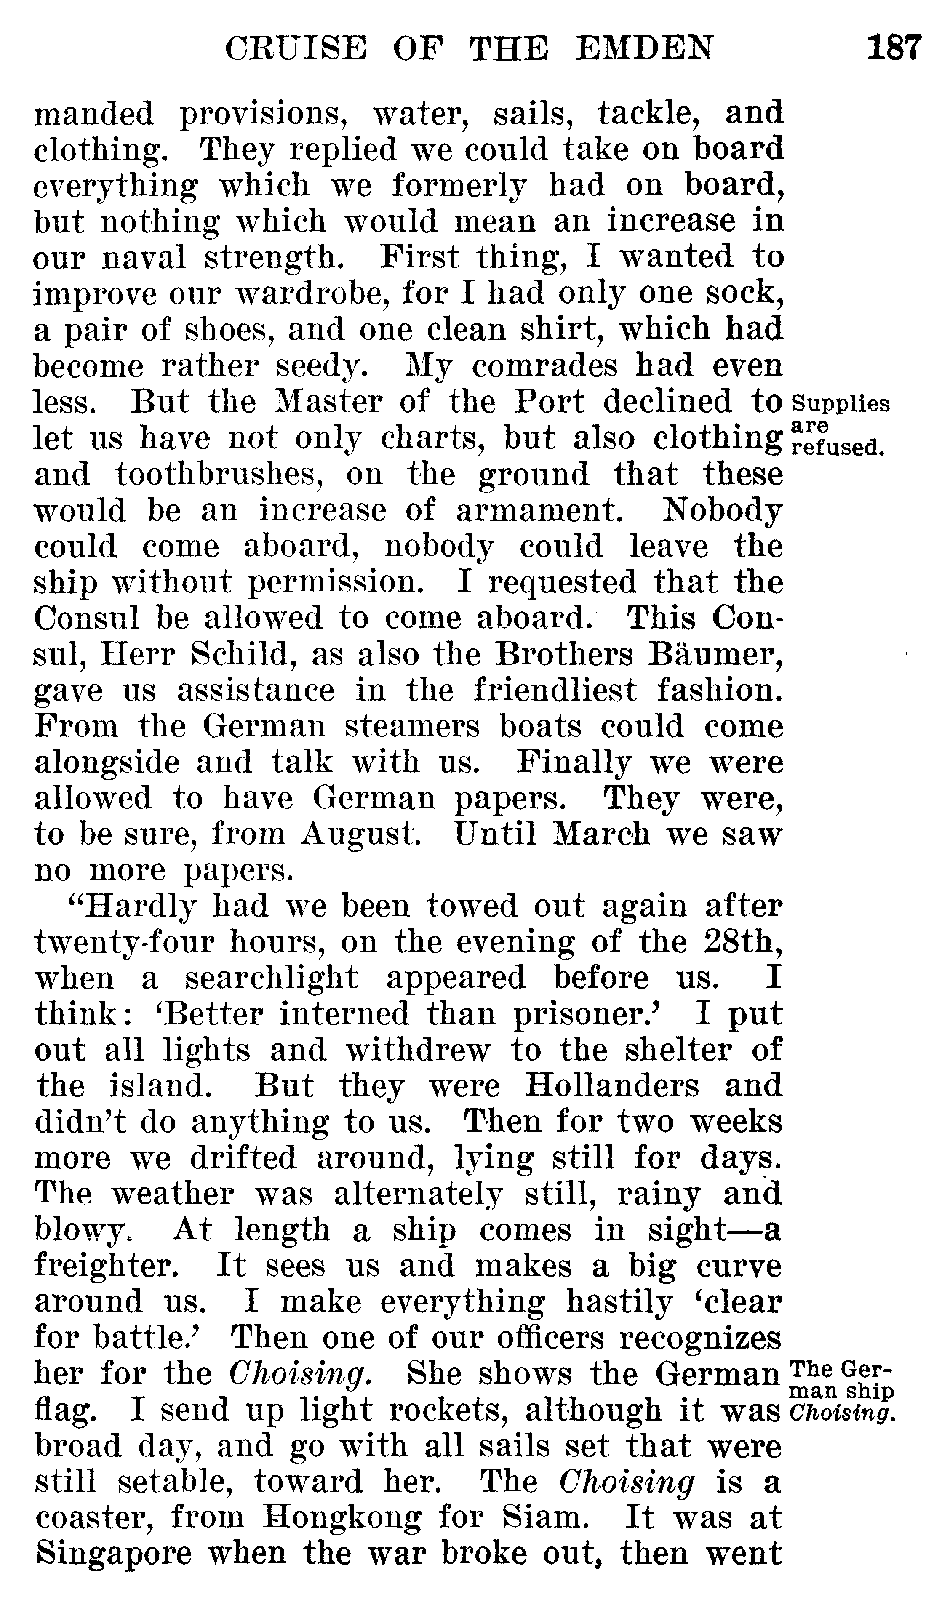 CRUISE OF THE EMDEN 187
manded provisions, water, sails, tackle, and
clothing. They replied we could take on board
everything which we formerly had on board,
but nothing which would mean an increase in
our naval strength. First thing, I wanted to
improve our wardrobe, for I had only one sock,
a pair of shoes, and one clean shirt, which had
become rather seedy. My comrades had even
less. But the Master of the Port declined to
let us have not only charts, but also clothing
and toothbrushes, on the ground that these
would be an increase of armament. Nobody
could come aboard, nobody could leave the
ship without permission. I requested that the
Consul be allowed to come aboard. This Con-
sul, Herr Schild, as also the Brothers Bäumer,
gave us assistance in the friendliest fashion.
From the German steamers boats could come
alongside and talk with us. Finally we were
allowed to have German papers. They were,
to be sure, from August. Until March we saw
no more papers.
Supplies
are
refused.
“Hardly had we been towed out again after
twenty-four hours, on the evening of the 28th,
when a searchlight appeared before us. I
think: ‘Better interned than prisoner.’ I put
out all lights and withdrew to the shelter of
the island. But they were Hollanders and
didn’t do anything to us. Then for two weeks
more we drifted around, lying still for days.
The weather was alternately still, rainy and
blowy. At length a ship comes in sight—a
freighter. It sees us and makes a big curve
around us. I make everything hastily ‘clear
for battle.’ Then one of our officers recognizes
her for the Choising. She shows the German
flag. I send up light rockets, although it was
broad day, and go with all sails set that were
still setable, toward her. The Choising is a
coaster, from Hongkong for Siam. It was at
Singapore when the war broke out, then went
The Ger-
man ship
Choising.